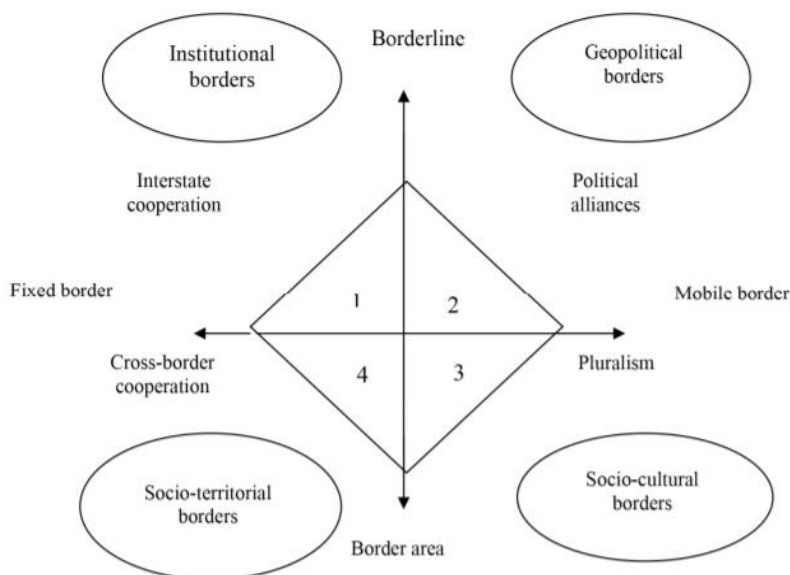 Institutional
borders
Borderline
Geopolitical
borders
Interstate
cooperation
Political
alliances
Fixed border
1
2
Mobile border
Cross-border
cooperation
4
3
Pluralism
Socio-territorial
borders
Socio-cultural
borders
Border area